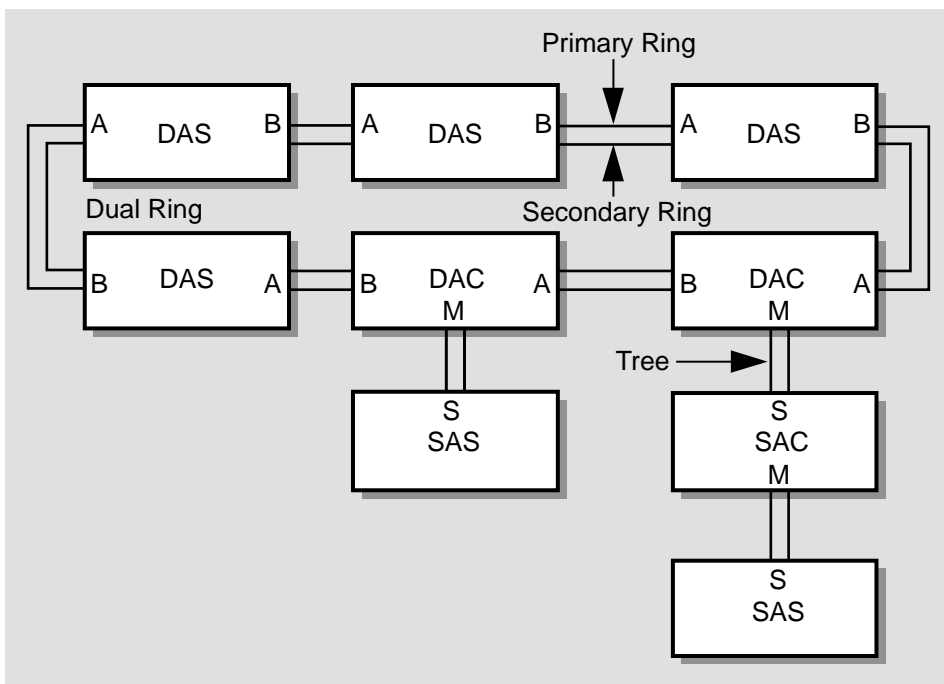 Primary Ring
A DAS B A DAS B A DAS B
Dual Ring Secondary Ring
B DAS A B DAC A B DAC A
M M
Tree
S S
SAS SAC
M
S
SAS